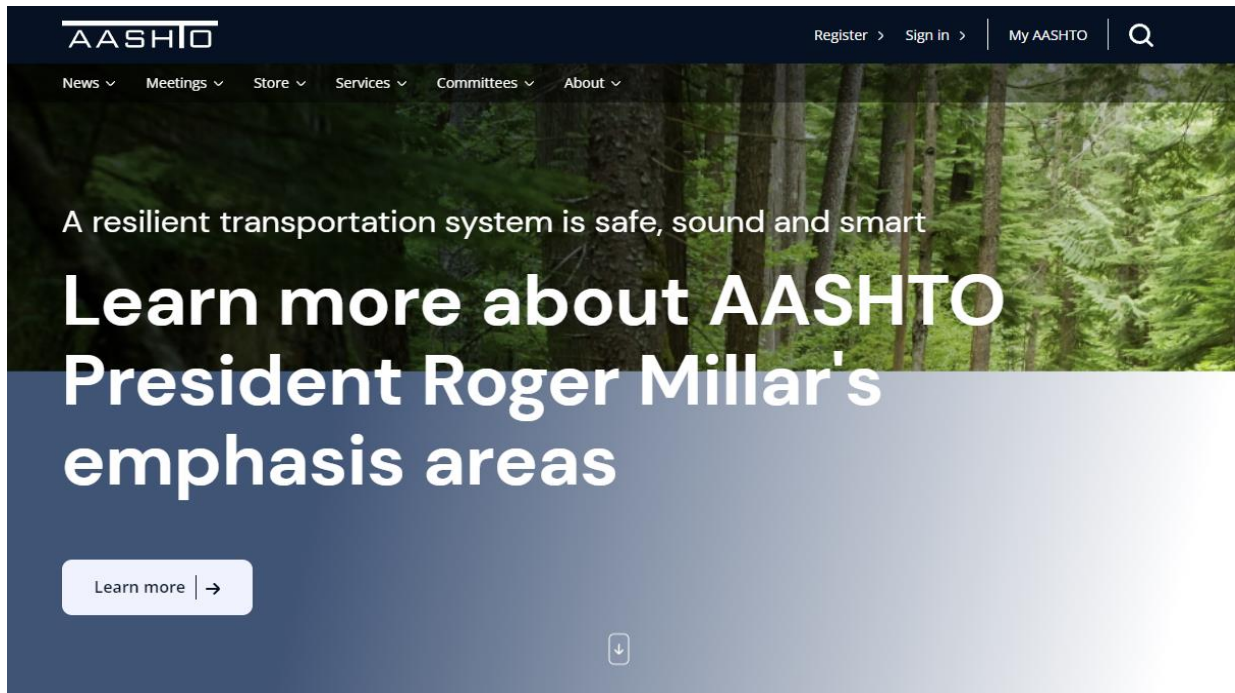 AASHTO
Register > Sign in > My AASHTO
News Meetings Store Services Committees About
A resilient transportation system is safe, sound and smart
Learn more about AASHTO
President Roger Millar's
emphasis areas
Learn more